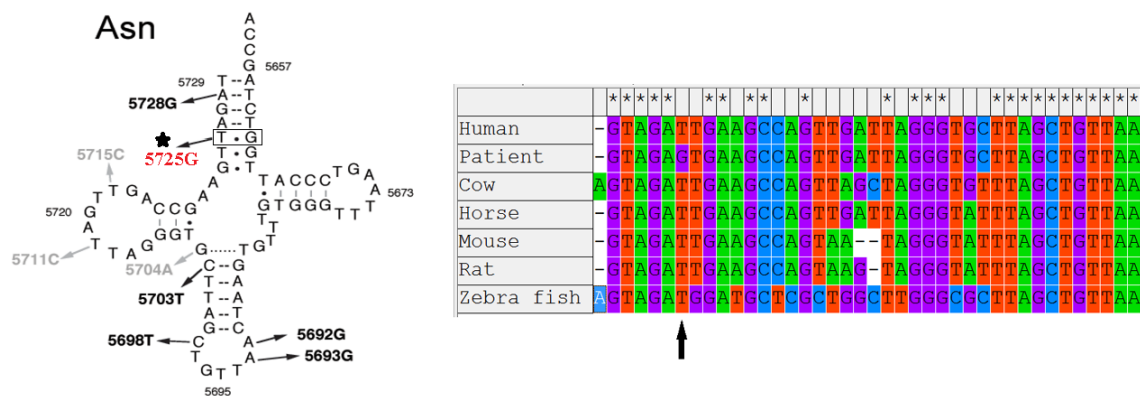 Asn
A
C
C
G
5657
5729
5728G
5725G
5715C
5720
5711C
5704A
5703T
5698T
5695
5692G
5693G
5673
Human -GTAGATTGAAGCCAGTTGATTAGGGTGCTTAGCTGTTAA
Patient -GTAGAGTGAAGCCAGTTGATTAGGGTGCTTAGCTGTTAA
Cow AGTAGATTGAAGCCAGTTAGCTAGGGTGTTTAGCTGTTAA
Horse -GTAGATTGAAGCCAGTTGATTAGGGTATTTAGCTGTTAA
Mouse -GTAGATTGAAGCCAGTAA--TAGGGTATTTAGCTGTTAA
Rat -GTAGATTGAAGCCAGTAAG-TAGGGTATTTAGCTGTTAA
Zebra fish AGTAGATGGATGCTCGCTGGCTTGGGCGCTTAGCTGTTAA